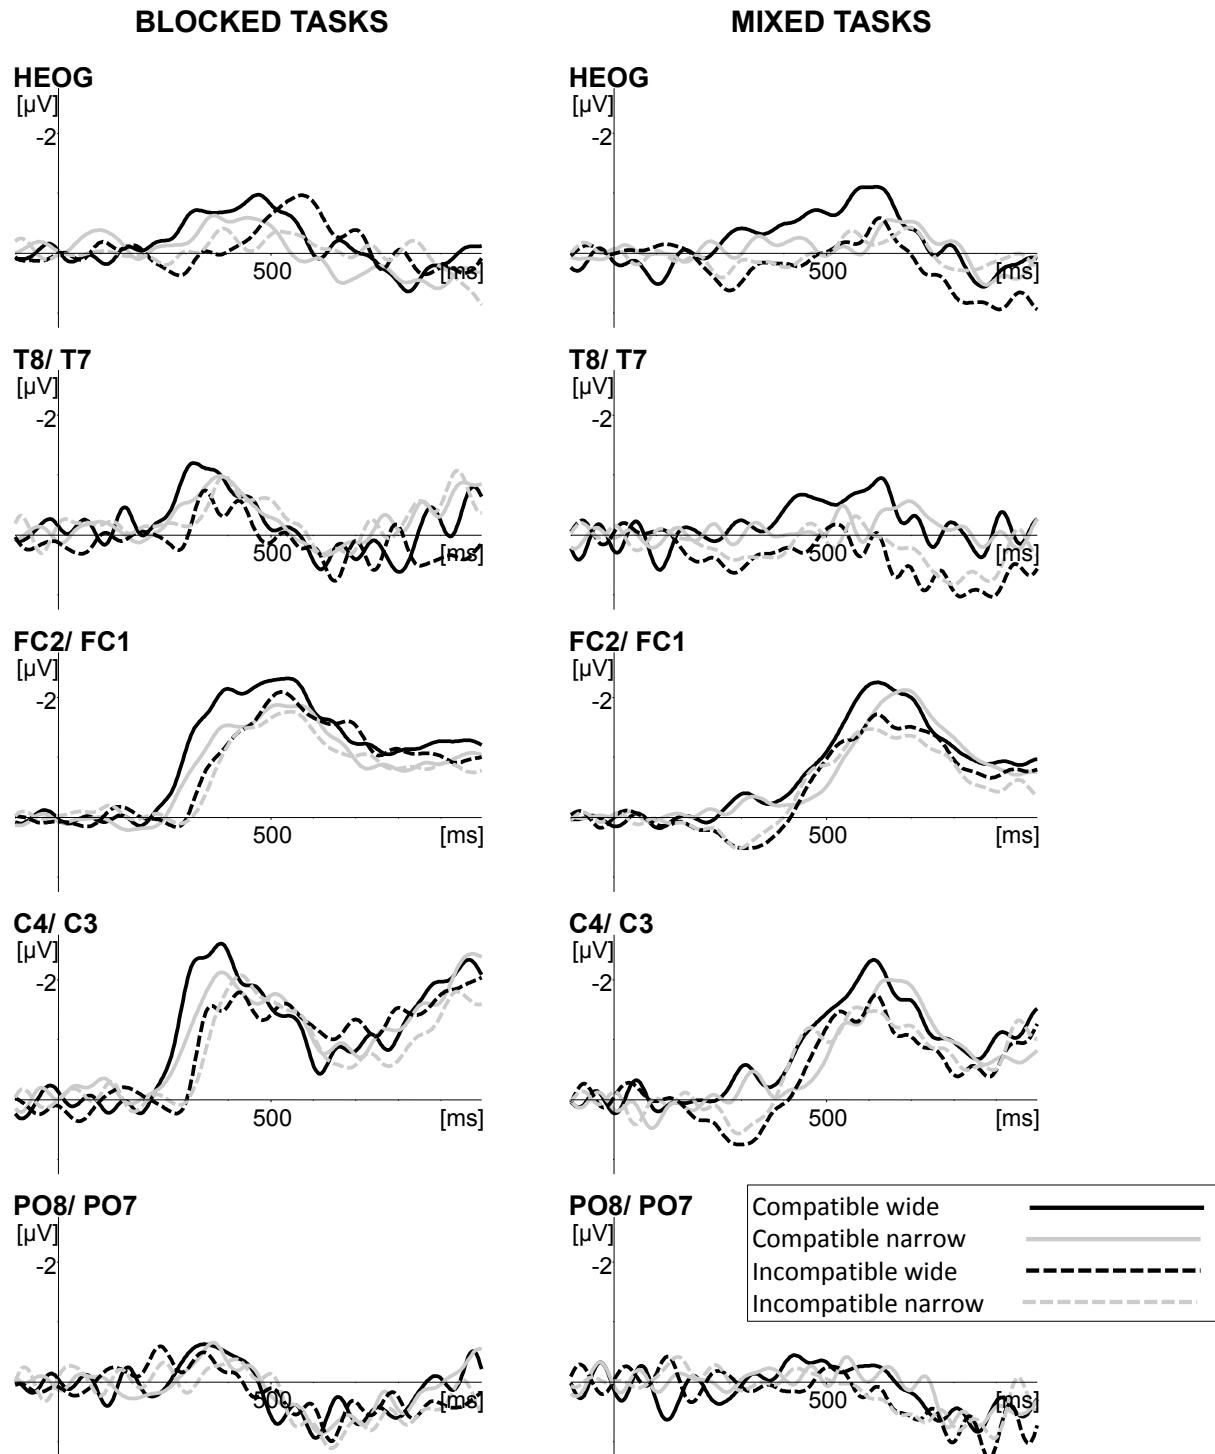 BLOCKED TASKS
MIXED TASKS
HEOG
[µV]
-2
500
[ms]
HEOG
[µV]
-2
500
[ms]
T8/ T7
[µV]
-2
500
[ms]
T8/ T7
[µV]
-2
500
[ms]
FC2/ FC1
[µV]
-2
500
[ms]
FC2/ FC1
[µV]
-2
500
[ms]
C4/ C3
[µV]
-2
500
[ms]
C4/ C3
[µV]
-2
500
[ms]
PO8/ PO7
[µV]
-2
500
[ms]
PO8/ PO7
[µV]
-2
500
[ms]
Compatible wide
Compatible narrow
Incompatible wide
Incompatible narrow